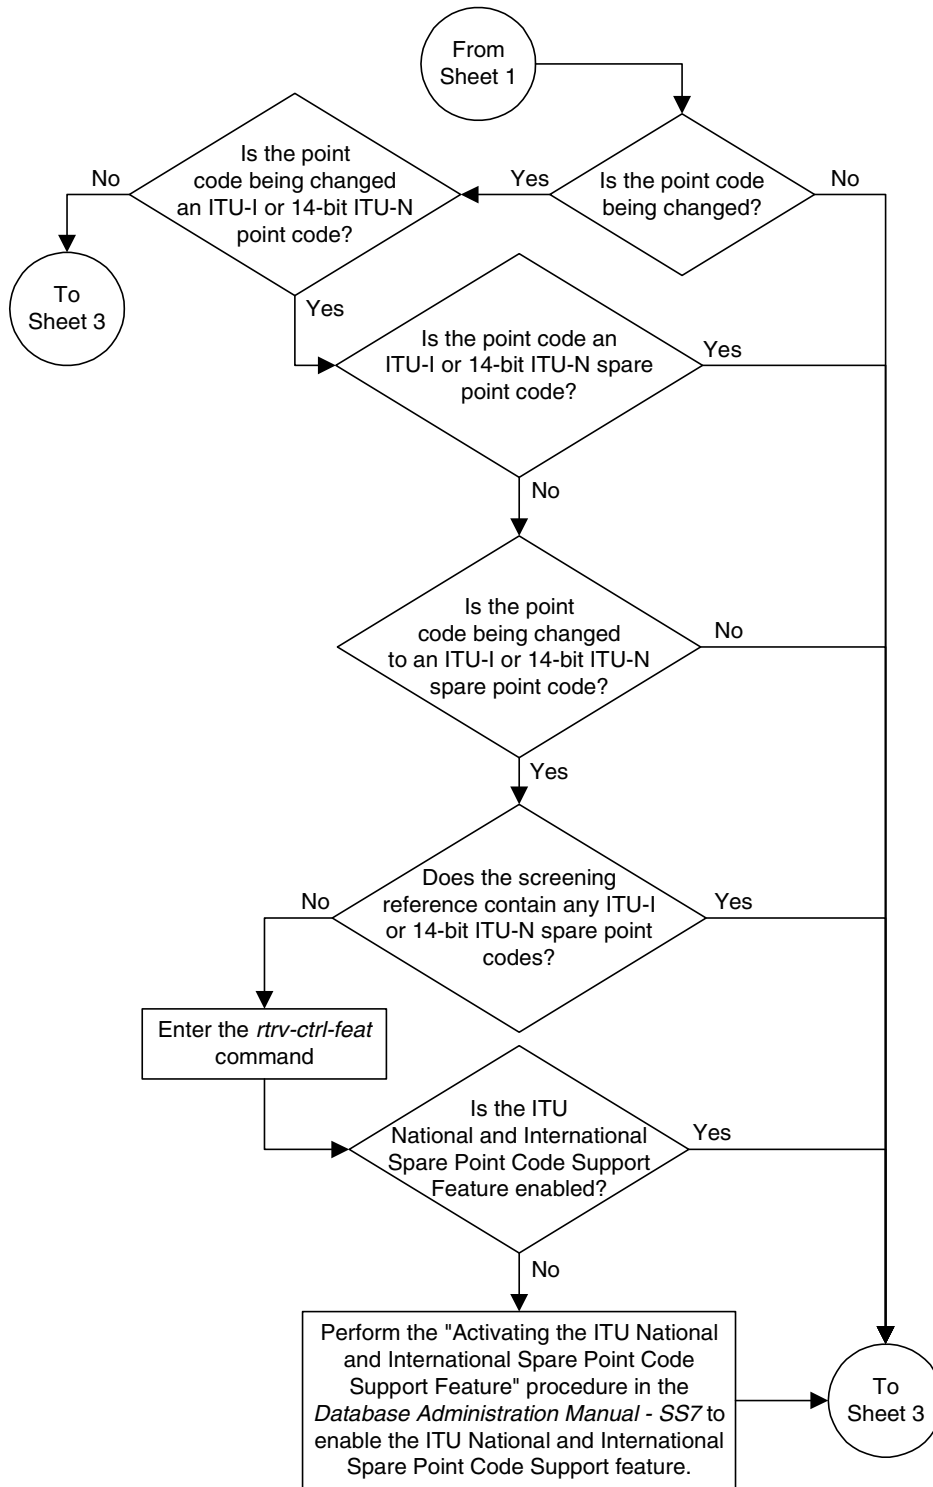 From
Sheet 1
Is the point code
being changed?
Yes
No
Is the point
code being changed
an ITU-I or 14-bit ITU-N
point code?
No
To
Sheet 3
Yes
Is the point code an
ITU-I or 14-bit ITU-N spare
point code?
Yes
No
Is the point
code being changed
to an ITU-I or 14-bit ITU-N
spare point code?
No
Yes
Does the screening
reference contain any ITU-I
or 14-bit ITU-N spare point
codes?
No
Yes
Enter the rtrv-ctrl-feat
command
Is the ITU
National and International
Spare Point Code Support
Feature enabled?
Yes
No
Perform the "Activating the ITU National
and International Spare Point Code
Support Feature" procedure in the
Database Administration Manual - SS7 to
enable the ITU National and International
Spare Point Code Support feature.
To
Sheet 3